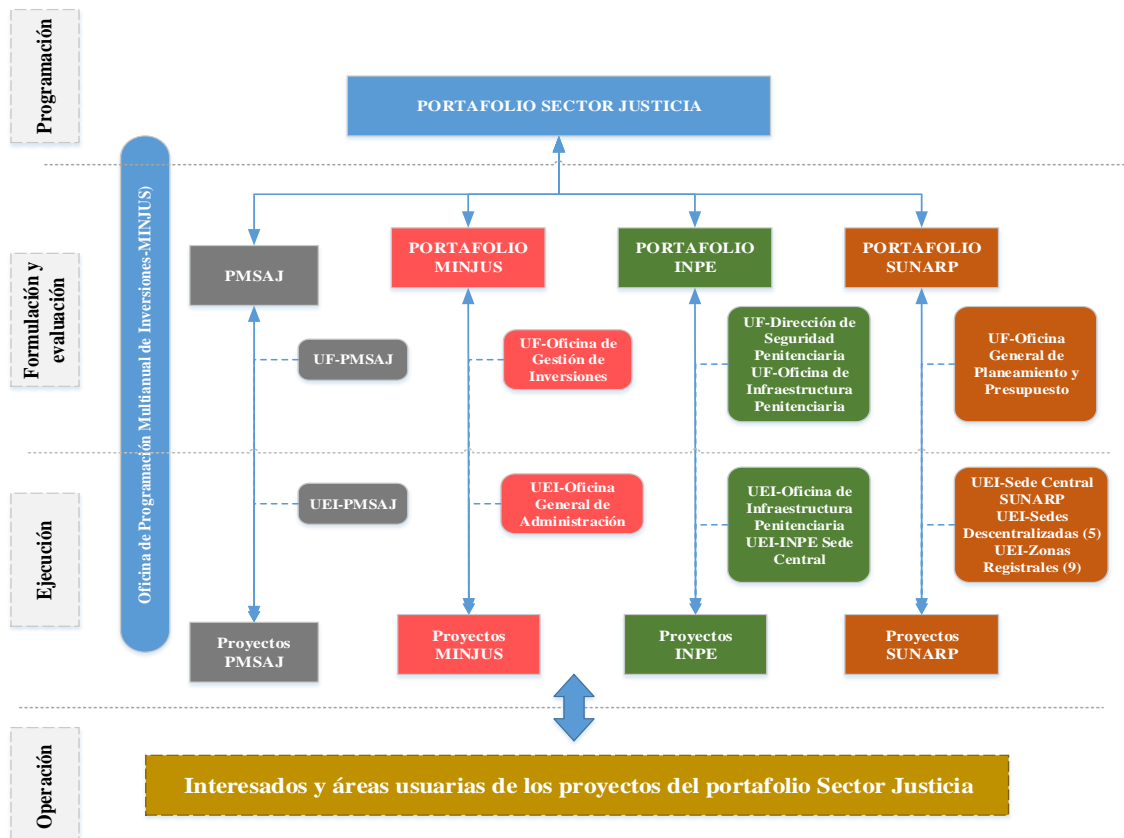 Programación
PORTAFOLIO SECTOR JUSTICIA
Oficina de Programación Multianual de Inversiones-MINJUS)
Formulación y
evaluación
PMSAJ
PORTAFOLIO
MINJUS
PORTAFOLIO
INPE
PORTAFOLIO
SUNARP
UF-PMSAJ
UF-Oficina de
Gestión de
Inversiones
UF-Dirección de
Seguridad
Penitenciaria
UF-Oficina de
Infraestructura
Penitenciaria
UF-Oficina
General de
Planeamiento y
Presupuesto
Ejecución
UEI-PMSAJ
UEI-Oficina
General de
Administración
UEI-Oficina de
Infraestructura
Penitenciaria
UEI-INPE Sede
Central
UEI-Sede Central
SUNARP
UEI-Sedes
Descentralizadas (5)
UEI-Zonas
Registrales (9)
Proyectos
PMSAJ
Proyectos
MINJUS
Proyectos
INPE
Proyectos
SUNARP
Operación
Interesados y áreas usuarias de los proyectos del portafolio Sector Justicia